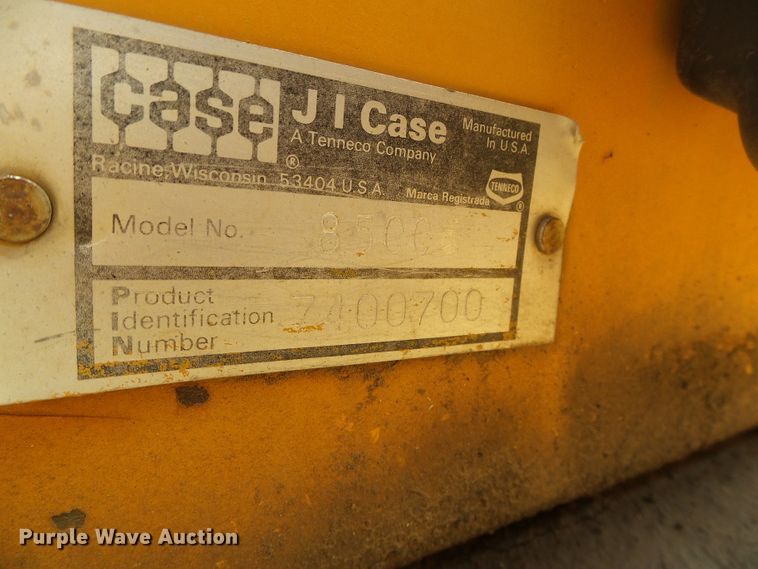 case
J I Case
A Tenneco Company
Manufactured
In U.S.A.
Racine, Wisconsin 53404 U.S.A.
Marca Registrada
TENNECO
Model No.
Product
Identification
Number
7400700
Purple Wave Auction®